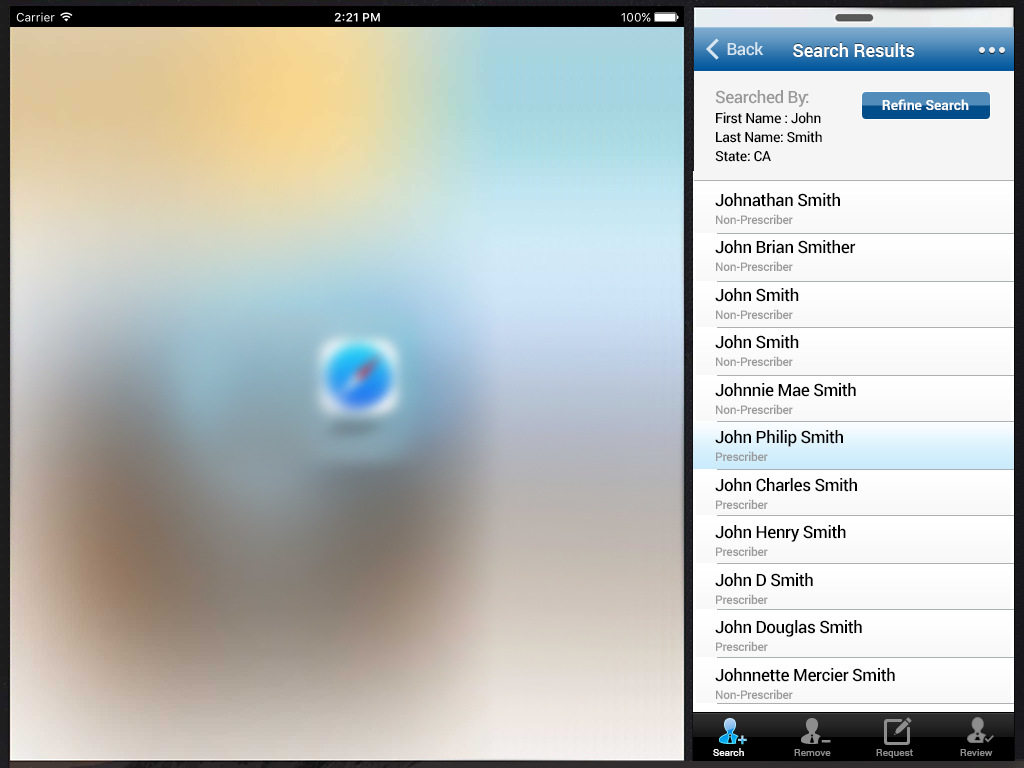 Carrier
2:21 PM
100%
Back
Search Results
Searched By:
First Name : John
Last Name: Smith
State: CA
Refine Search
Johnathan Smith
Non-Prescriber
John Brian Smither
Non-Prescriber
John Smith
Non-Prescriber
John Smith
Non-Prescriber
Johnnie Mae Smith
Non-Prescriber
John Philip Smith
Prescriber
John Charles Smith
Prescriber
John Henry Smith
Prescriber
John D Smith
Prescriber
John Douglas Smith
Prescriber
Johnnette Mercier Smith
Non-Prescriber
Search
Remove
Request
Review